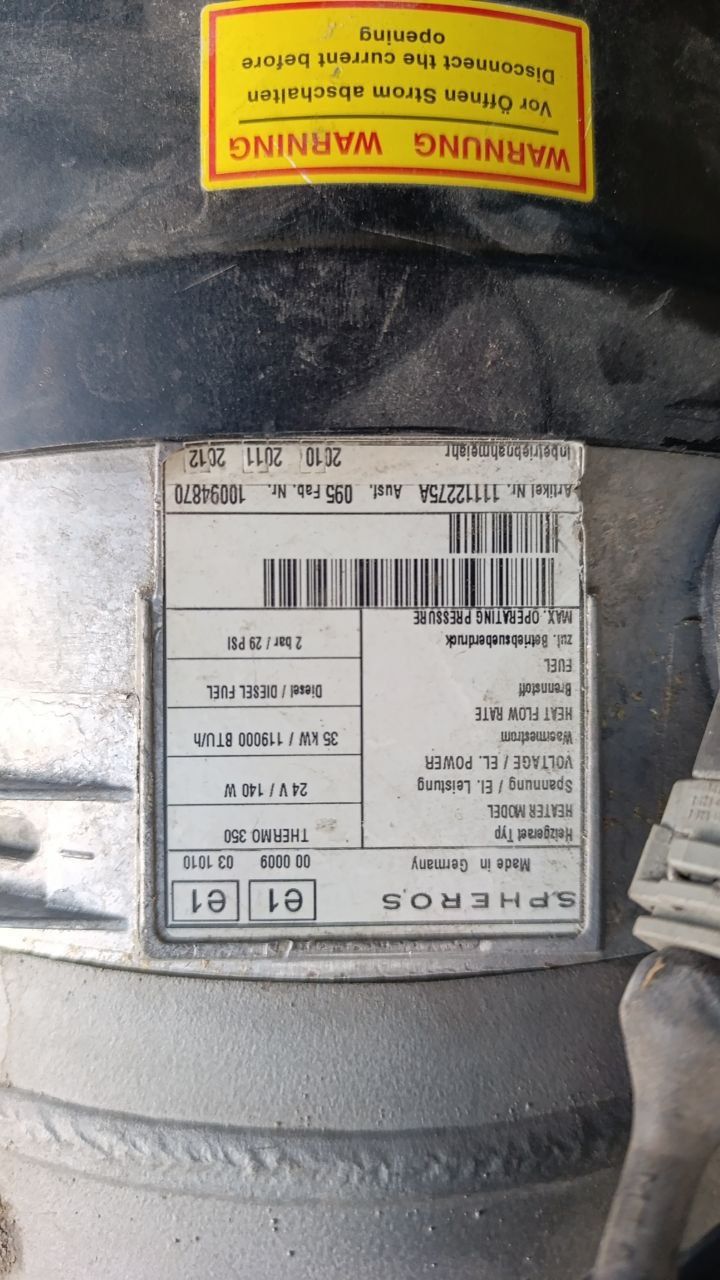 SPHEROS e1 e1
Made in Germany 00 0009 03 1010
Heizgeraet Typ
HEATER MODEL
THERMO 350
Spannung / El. Leistung
VOLTAGE / EL. POWER
24 V / 140 W
Waermestrom
HEAT FLOW RATE
35 kW / 119000 BTU/h
Brennstoff
FUEL
Diesel / DIESEL FUEL
zul. Betriebsueberdruck
MAX. OPERATING PRESSURE
2 bar / 29 PSI
Artikel Nr. 11112275A Ausf. 095 Fab. Nr. 10094870
Inbetriebnahmejahr 2010 2011 2012
WARNUNG WARNING
Vor Öffnen Strom abschalten
Disconnect the current before
opening